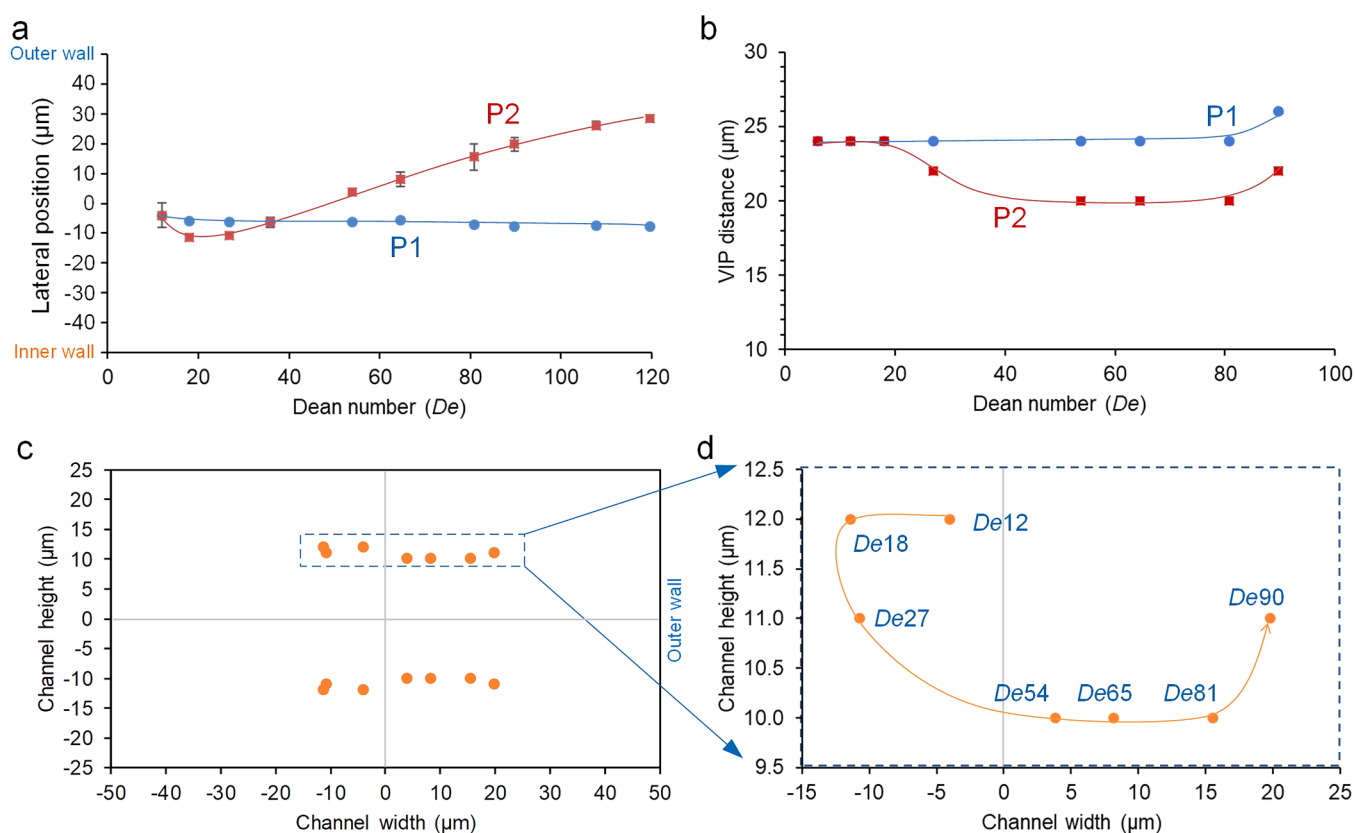 a
Outer wall
40
30
20
10
0
-10
-20
-30
-40
Inner wall
Lateral position (µm)
P2
P1
0 20 40 60 80 100 120
Dean number (De)
b
30
25
20
15
10
VIP distance (µm)
P1
P2
0 20 40 60 80 100
Dean number (De)
c
25
20
15
10
5
0
-5
-10
-15
-20
-25
Channel height (µm)
-50 -40 -30 -20 -10 0 10 20 30 40 50
Channel width (µm)
Outer wall
d
12.5
12.0
11.5
11.0
10.5
10.0
9.5
Channel height (µm)
De12
De18
De27
De90
De54 De65 De81
-15 -10 -5 0 5 10 15 20 25
Channel width (µm)